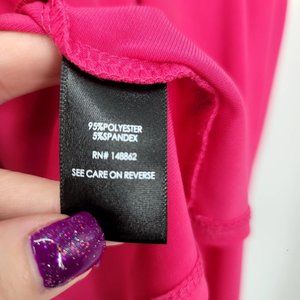 95%POLYESTER
5%SPANDEX
RN# 148862
SEE CARE ON REVERSE